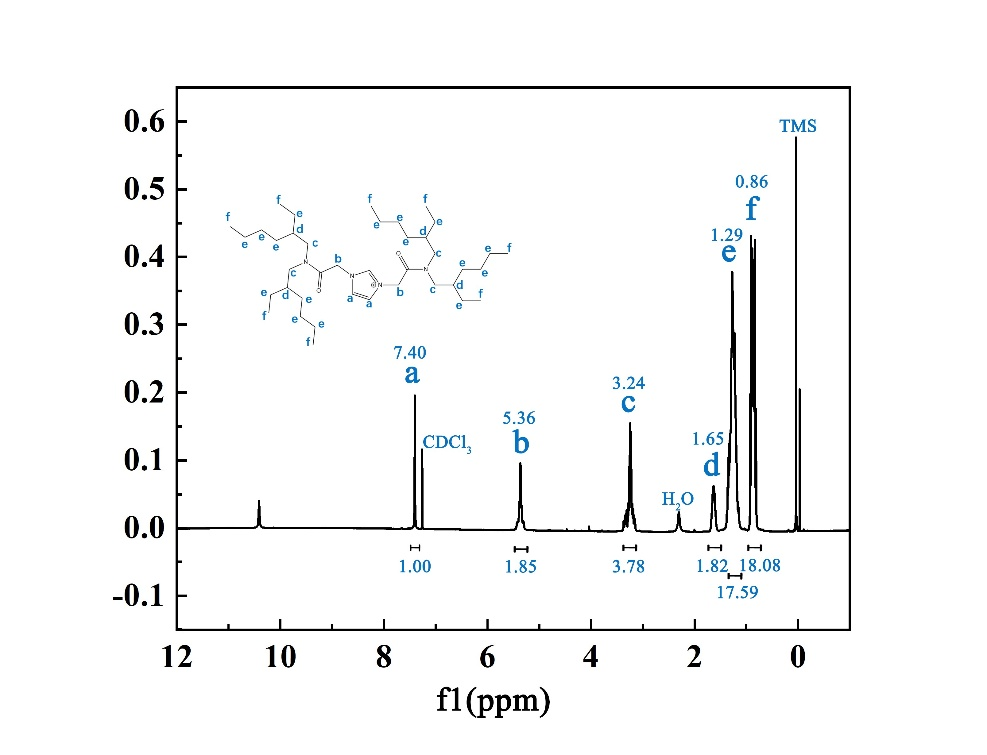 TMS
0.86
f
1.29
e
f f f
f e e e
e e d e d e f
e c e c e e
b
O N N O N
c N
⊕
e d e a a b c d f
f e e
e e
f
7.40
a
CDCl₃
5.36
b
3.24
c
1.65
d
H₂O
1.00
1.85
3.78
1.82
18.08
17.59
0.6
0.5
0.4
0.3
0.2
0.1
0.0
-0.1
12 10 8 6 4 2 0
f1(ppm)